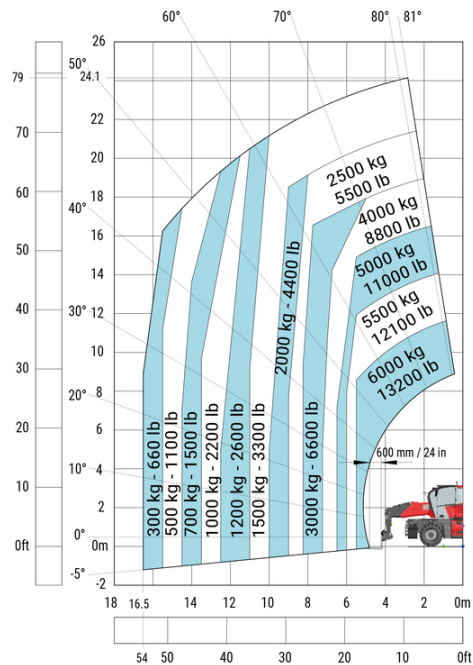 60°
70°
80°
81°
26
50°
79
24.1
70
22
20
2500 kg
5500 lb
60
18
40°
4000 kg
8800 lb
16
50
5000 kg
11000 lb
14
2000 kg - 4400 lb
40
30°
12
5500 kg
12100 lb
10
30
6000 kg
13200 lb
20°
8
300 kg - 660 lb
500 kg - 1100 lb
700 kg - 1500 lb
1000 kg - 2200 lb
1200 kg - 2600 lb
1500 kg - 3300 lb
3000 kg - 6600 lb
20
6
600 mm / 24 in
10°
4
10
2
0°
0ft
0m
-5°
-2
18
16.5
14
12
10
8
6
4
2
0m
54
50
40
30
20
10
0ft